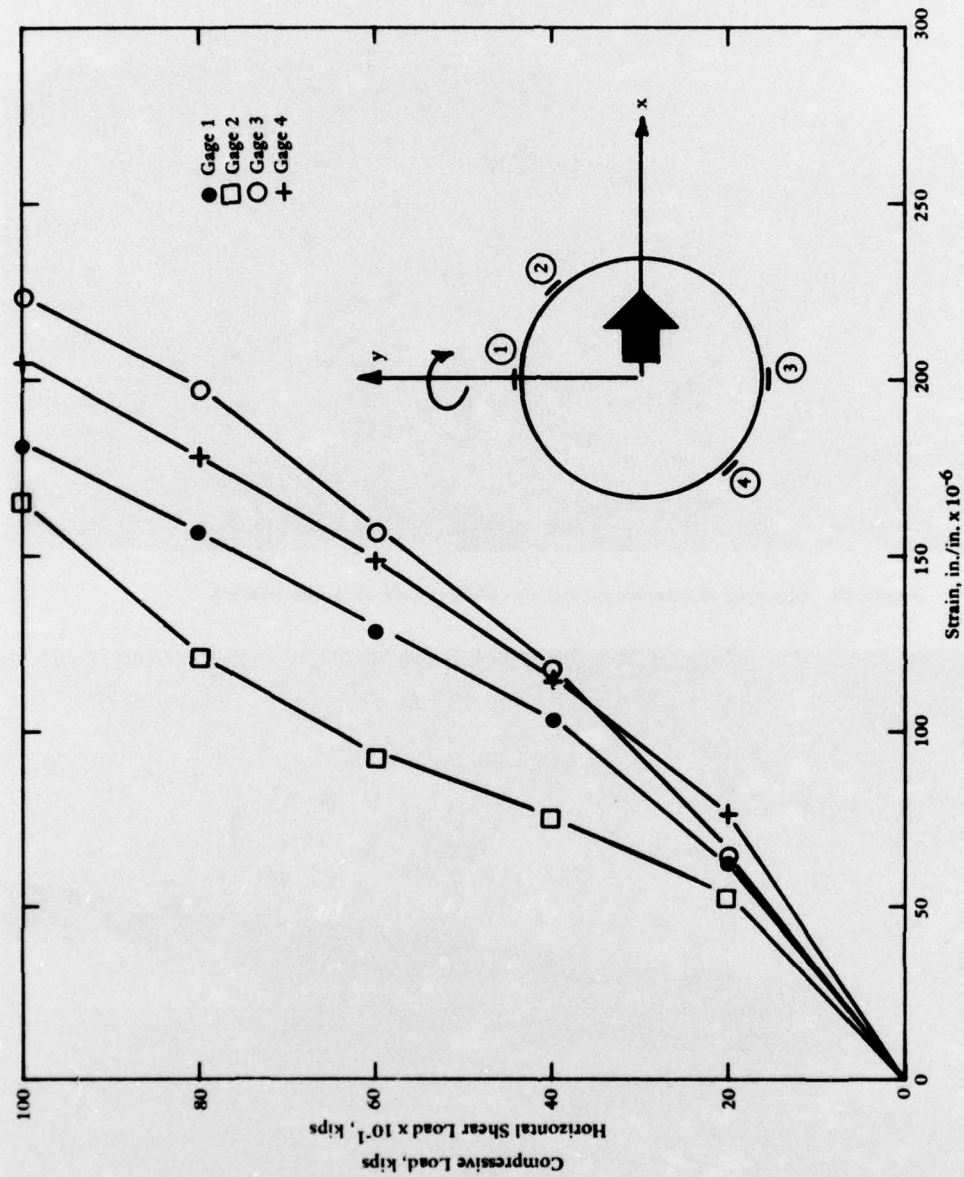 Compressive Load, kips
Horizontal Shear Load x 10⁻¹, kips
100
80
60
40
20
0
0
50
100
150
200
250
300
Strain, in./in. x 10⁻⁶
Gage 1
Gage 2
Gage 3
Gage 4
y
x
1
2
3
4